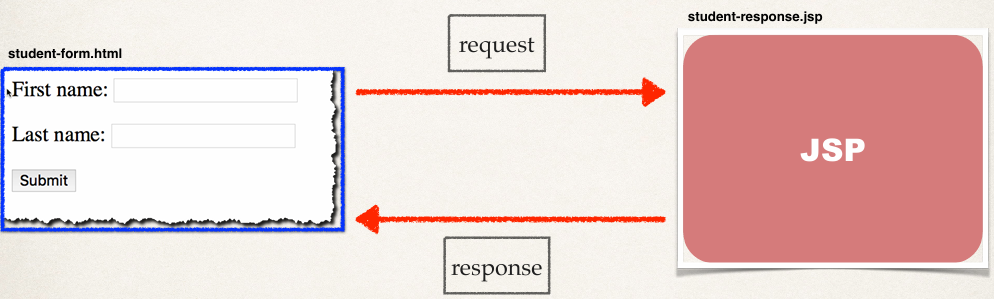 student-form.html
First name:
Last name:
Submit
request
response
student-response.jsp
JSP